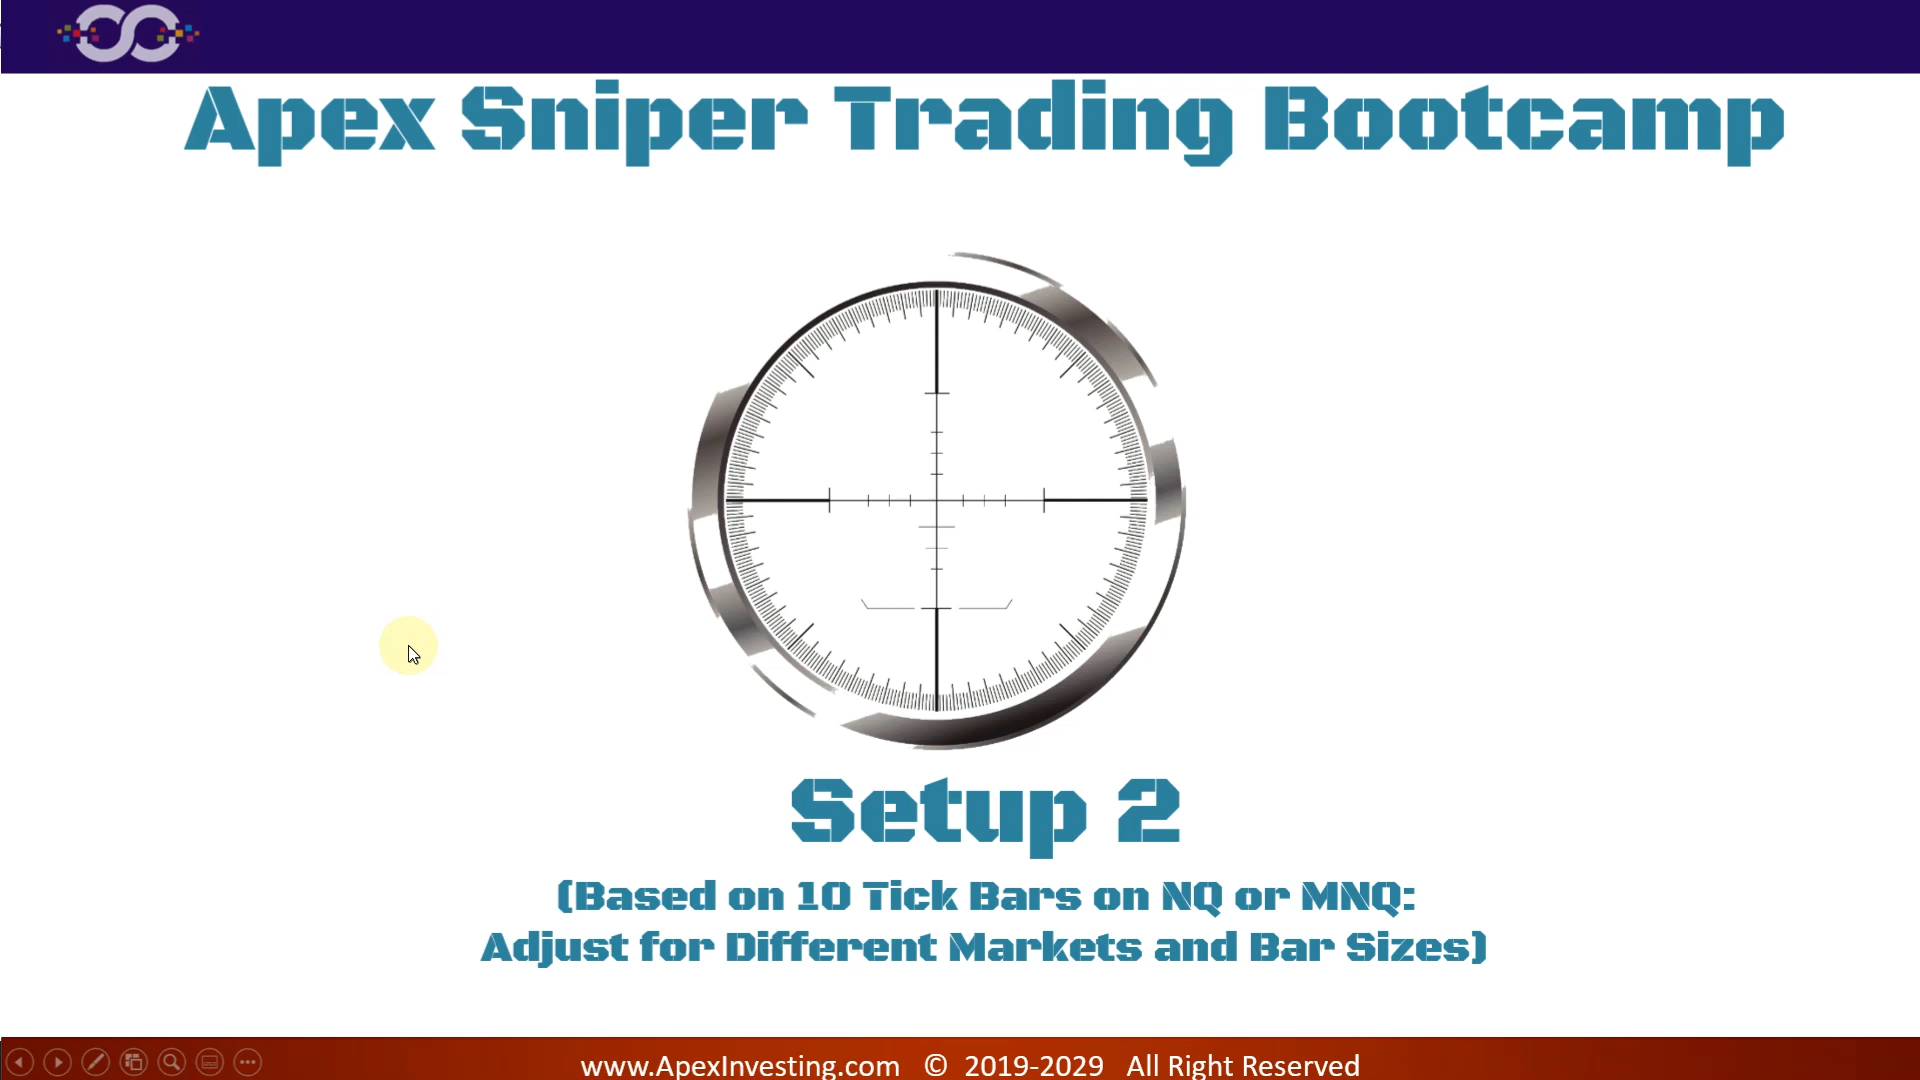 Apex Sniper Trading Bootcamp
Setup 2
(Based on 10 Tick Bars on NQ or MNQ:
Adjust for Different Markets and Bar Sizes)
www.ApexInvesting.com © 2019-2029 All Right Reserved